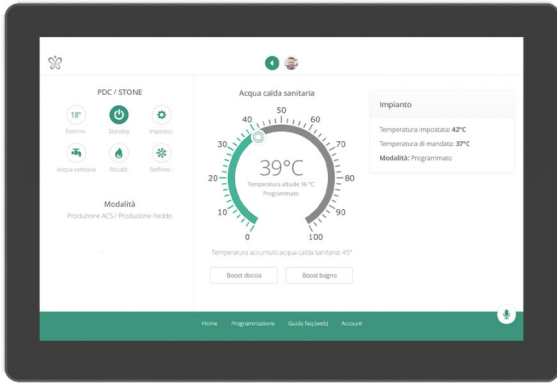 PDC / STONE
18°
Esterne
Standby
Impostaz.
Acqua sanitaria
Riscald.
Raffresc.
Modalità
Produzione ACS / Produzione freddo
Acqua calda sanitaria
0
10
20
30
40
50
60
70
80
90
100
39°C
Temperatura attuale 36 °C
Programmato
Temperatura accumulo acqua calda sanitaria: 49°
Boost doccia
Boost bagno
Impianto
Temperatura impostata: 42°C
Temperatura di mandata: 37°C
Modalità: Programmato
Home
Programmazione
Guida faq (web)
Account